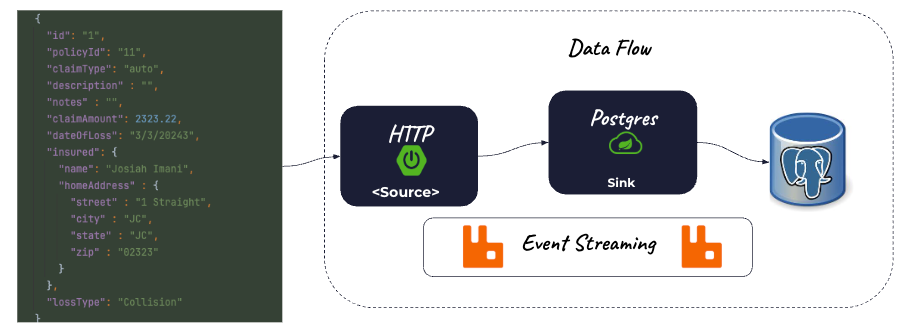 {
"id": "1",
"policyId": "11",
"claimType": "auto",
"description" : "",
"notes" : "",
"claimAmount": 2323.22,
"dateOfLoss": "3/3/20243",
"insured": {
"name": "Josiah Imani",
"homeAddress" : {
"street" : "1 Straight",
"city" : "JC",
"state" : "JC",
"zip" : "02323"
}
},
"lossType": "Collision"
}
Data Flow
HTTP
<Source>
Postgres
Sink
Event Streaming